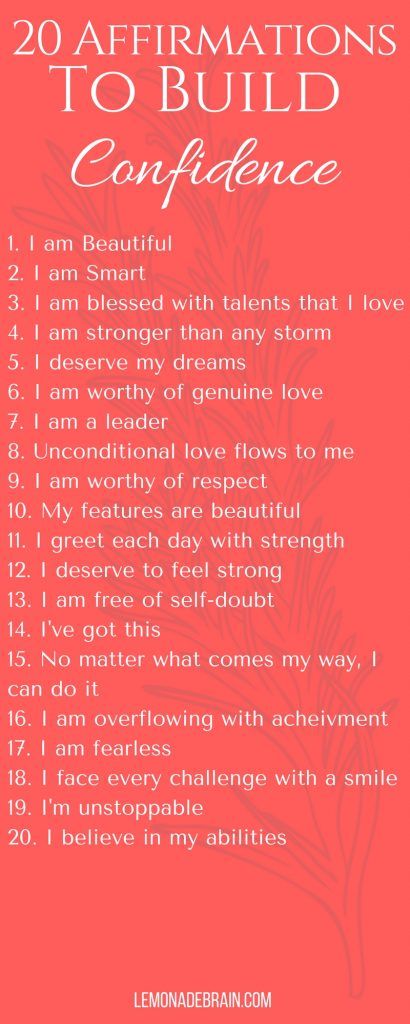 20 Affirmations
To Build
Confidence
1. I am Beautiful
2. I am Smart
3. I am blessed with talents that I love
4. I am stronger than any storm
5. I deserve my dreams
6. I am worthy of genuine love
7. I am a leader
8. Unconditional love flows to me
9. I am worthy of respect
10. My features are beautiful
11. I greet each day with strength
12. I deserve to feel strong
13. I am free of self-doubt
14. I've got this
15. No matter what comes my way, I
can do it
16. I am overflowing with acheivment
17. I am fearless
18. I face every challenge with a smile
19. I'm unstoppable
20. I believe in my abilities
LEMONADEBRAIN.COM